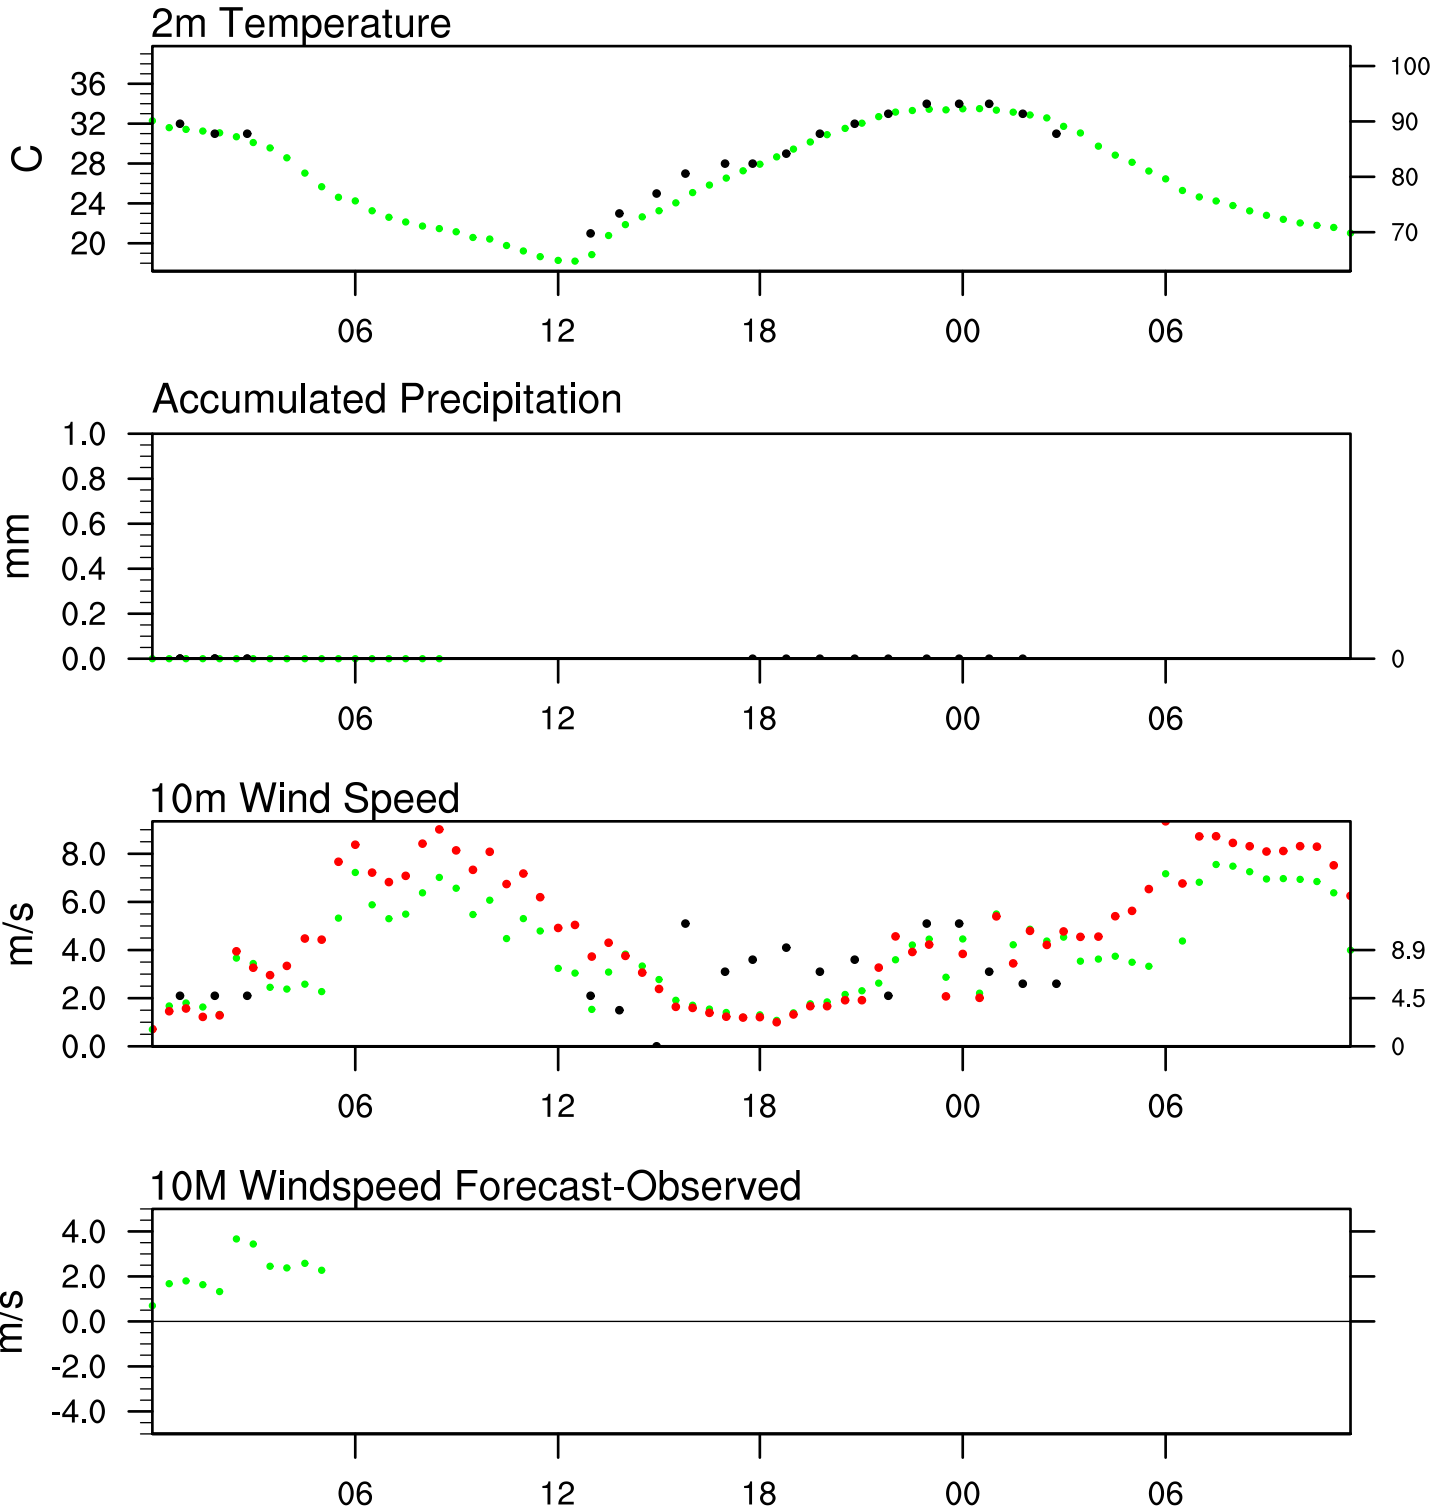 2m Temperature
36
32
28
24
20
C
100
90
80
70
06 12 18 00 06
Accumulated Precipitation
1.0
0.8
0.6
0.4
0.2
0.0
mm
0
06 12 18 00 06
10m Wind Speed
8.0
6.0
4.0
2.0
0.0
m/s
8.9
4.5
0
06 12 18 00 06
10M Windspeed Forecast-Observed
4.0
2.0
0.0
-2.0
-4.0
m/s
06 12 18 00 06